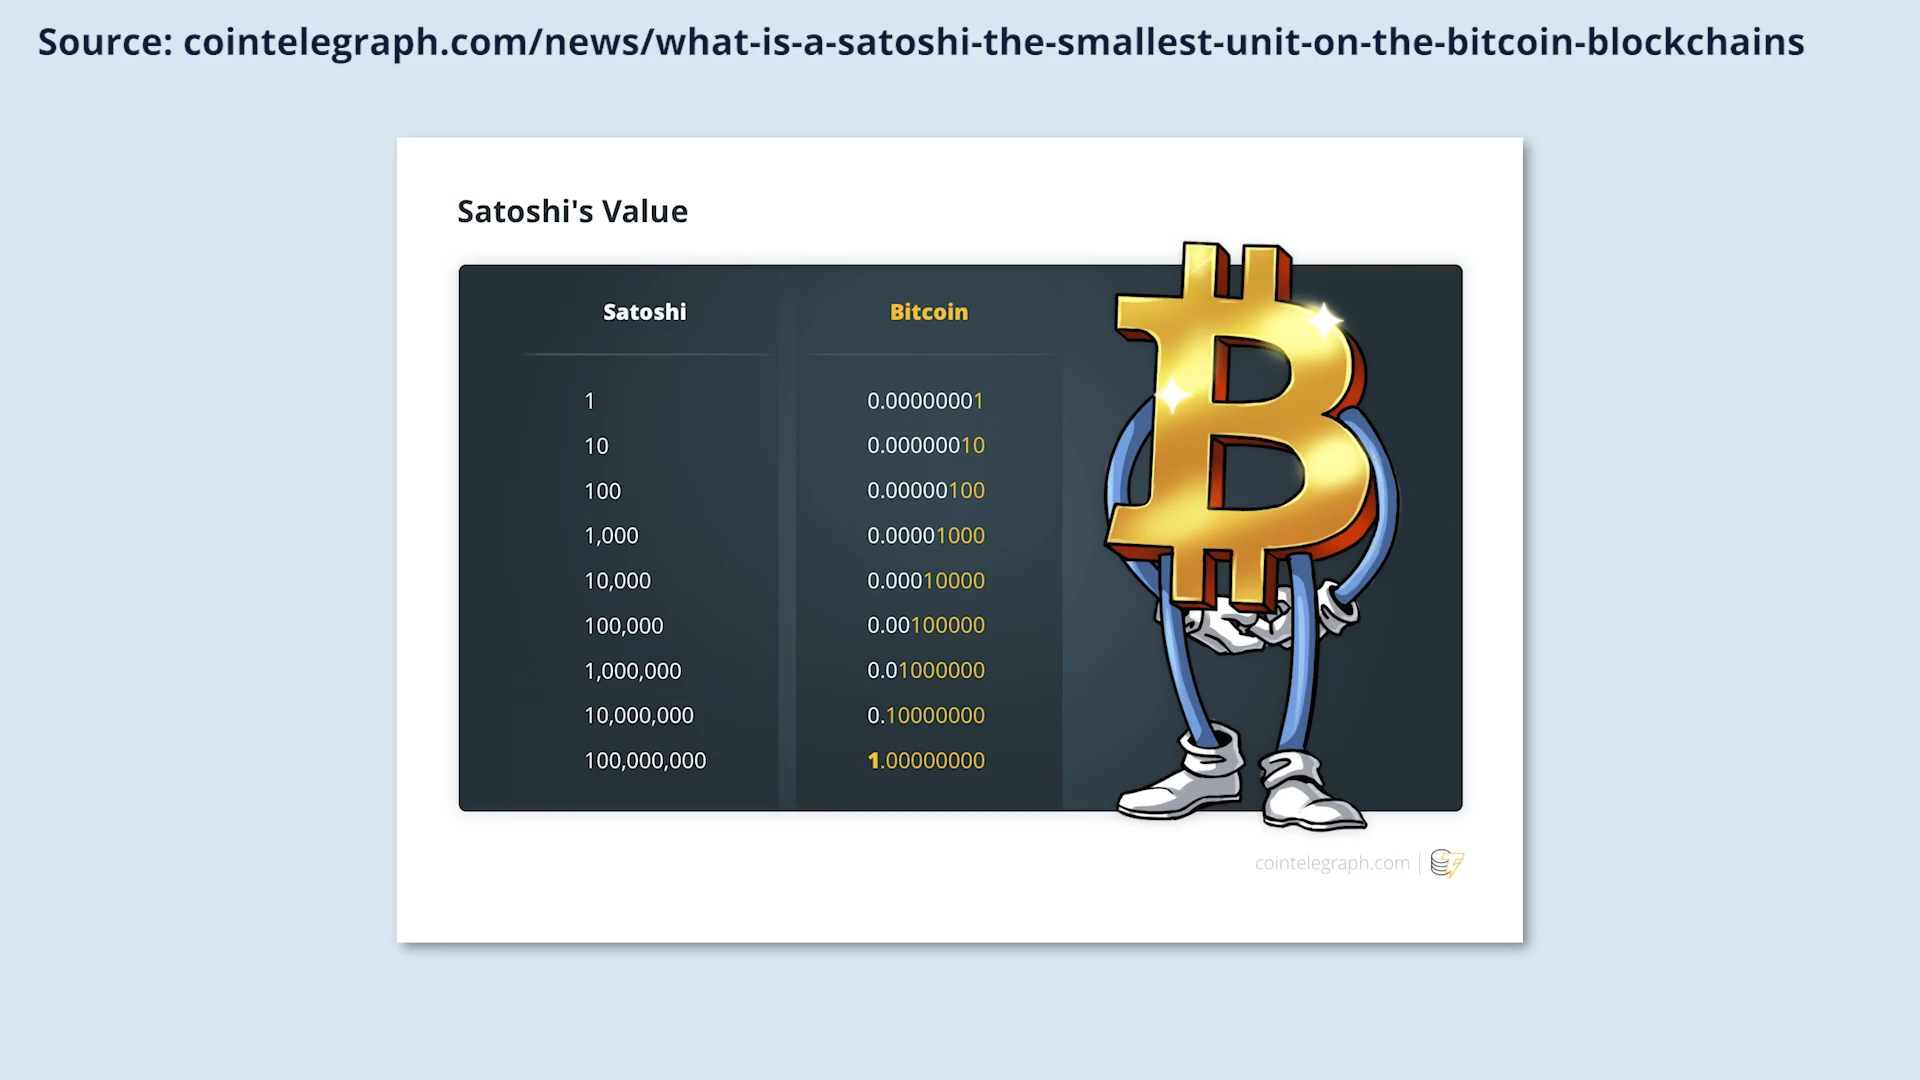 Source: cointelegraph.com/news/what-is-a-satoshi-the-smallest-unit-on-the-bitcoin-blockchains
Satoshi's Value
Satoshi Bitcoin
1 0.00000001
10 0.00000010
100 0.00000100
1,000 0.00001000
10,000 0.00010000
100,000 0.00100000
1,000,000 0.01000000
10,000,000 0.10000000
100,000,000 1.00000000
cointelegraph.com